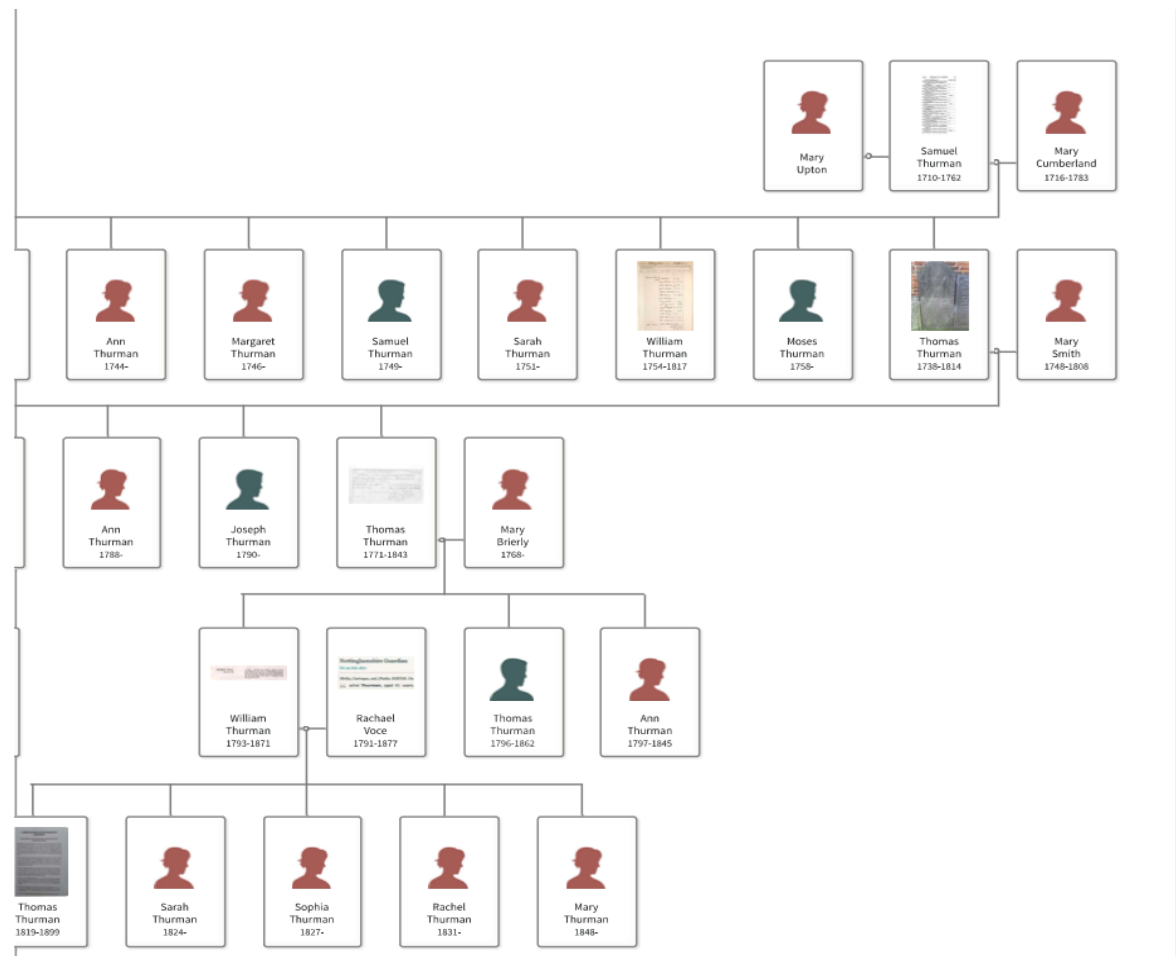 Mary
Upton
Samuel
Thurman
1710-1762
Mary
Cumberland
1716-1783
Ann
Thurman
1744-
Margaret
Thurman
1746-
Samuel
Thurman
1749-
Sarah
Thurman
1751-
William
Thurman
1754-1817
Moses
Thurman
1758-
Thomas
Thurman
1738-1814
Mary
Smith
1748-1808
Ann
Thurman
1788-
Joseph
Thurman
1790-
Thomas
Thurman
1771-1843
Mary
Brierly
1768-
William
Thurman
1793-1871
Nottinghamshire Guardian
Rachael
Voce
1791-1877
Thomas
Thurman
1796-1862
Ann
Thurman
1797-1845
Thomas
Thurman
1819-1899
Sarah
Thurman
1824-
Sophia
Thurman
1827-
Rachel
Thurman
1831-
Mary
Thurman
1848-